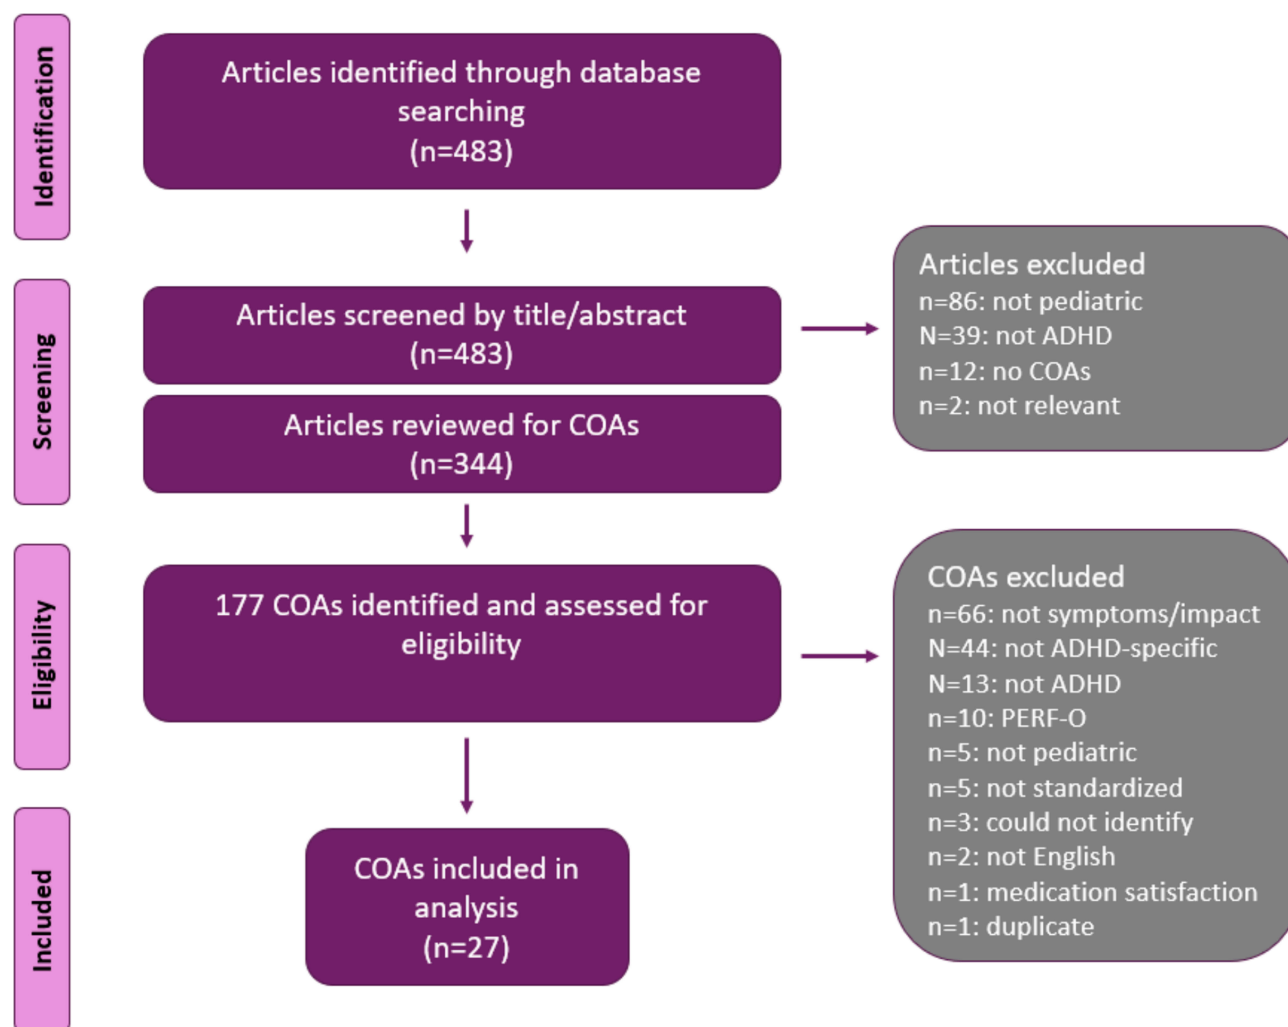 Identification
Articles identified through database
searching
(n=483)
Screening
Articles screened by title/abstract
(n=483)
Articles excluded
n=86: not pediatric
N=39: not ADHD
n=12: no COAs
n=2: not relevant
Articles reviewed for COAs
(n=344)
Eligibility
177 COAs identified and assessed for
eligibility
COAs excluded
n=66: not symptoms/impact
N=44: not ADHD-specific
N=13: not ADHD
n=10: PERF-O
n=5: not pediatric
n=5: not standardized
n=3: could not identify
n=2: not English
n=1: medication satisfaction
n=1: duplicate
Included
COAs included in
analysis
(n=27)